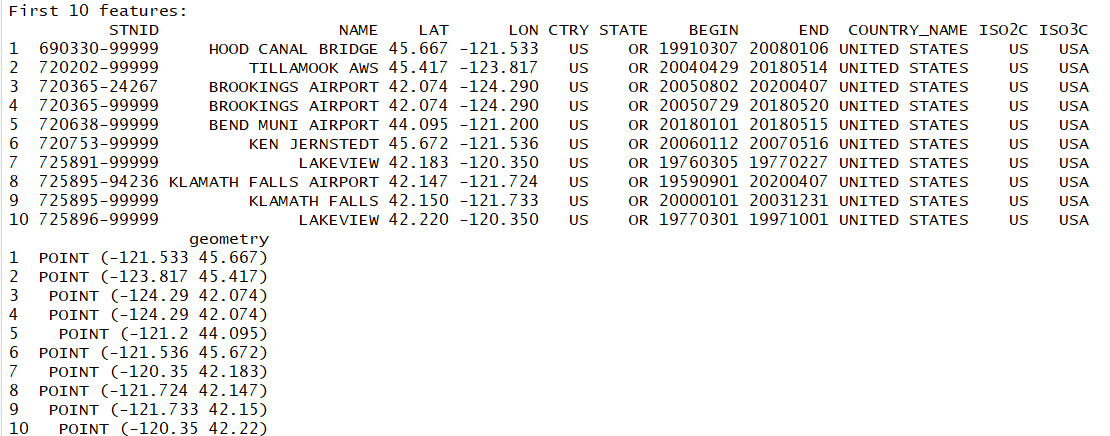 First 10 features:
STNID NAME LAT LON CTRY STATE BEGIN END COUNTRY_NAME ISO2C ISO3C
1 690330-99999 HOOD CANAL BRIDGE 45.667 -121.533 US OR 19910307 20080106 UNITED STATES US USA
2 720202-99999 TILLAMOOK AWS 45.417 -123.817 US OR 20040429 20180514 UNITED STATES US USA
3 720365-24267 BROOKINGS AIRPORT 42.074 -124.290 US OR 20050802 20200407 UNITED STATES US USA
4 720365-99999 BROOKINGS AIRPORT 42.074 -124.290 US OR 20050729 20180520 UNITED STATES US USA
5 720638-99999 BEND MUNI AIRPORT 44.095 -121.200 US OR 20180101 20180515 UNITED STATES US USA
6 720753-99999 KEN JERNSTEDT 45.672 -121.536 US OR 20060112 20070516 UNITED STATES US USA
7 725891-99999 LAKEVIEW 42.183 -120.350 US OR 19760305 19770227 UNITED STATES US USA
8 725895-94236 KLAMATH FALLS AIRPORT 42.147 -121.724 US OR 19590901 20200407 UNITED STATES US USA
9 725895-99999 KLAMATH FALLS 42.150 -121.733 US OR 20000101 20031231 UNITED STATES US USA
10 725896-99999 LAKEVIEW 42.220 -120.350 US OR 19770301 19971001 UNITED STATES US USA
geometry
1 POINT (-121.533 45.667)
2 POINT (-123.817 45.417)
3 POINT (-124.29 42.074)
4 POINT (-124.29 42.074)
5 POINT (-121.2 44.095)
6 POINT (-121.536 45.672)
7 POINT (-120.35 42.183)
8 POINT (-121.724 42.147)
9 POINT (-121.733 42.15)
10 POINT (-120.35 42.22)